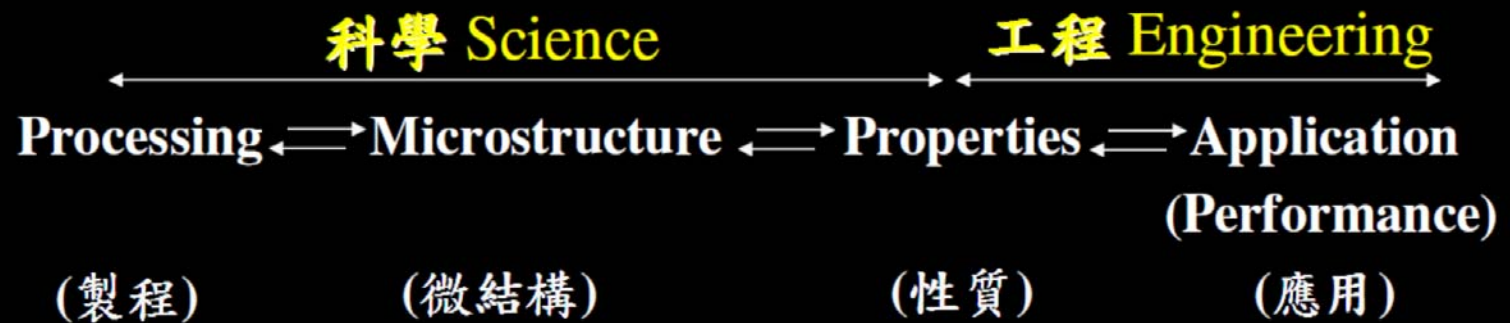 科學 Science 工程 Engineering
Processing Microstructure Properties Application
(Performance)
(製程) (微結構) (性質) (應用)